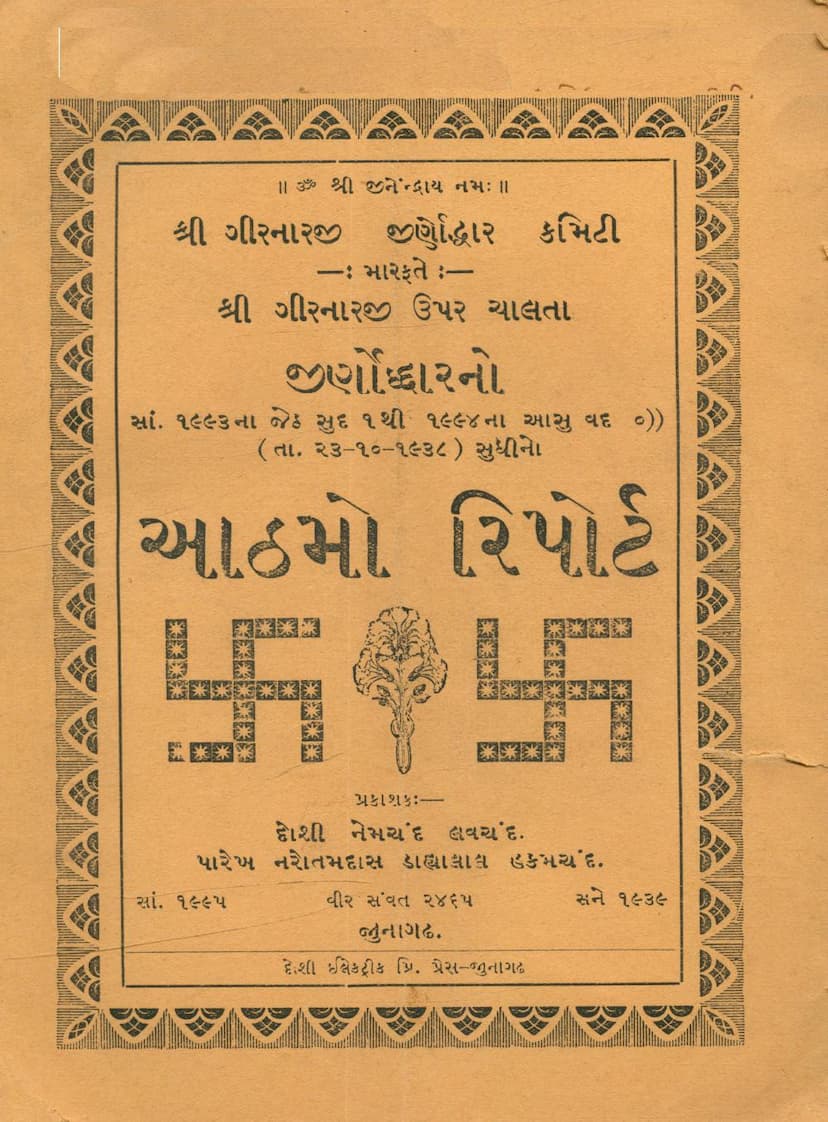 ॥ ૐ શ્રી જીનેંન્દ્રાય નમઃ ॥
શ્રી ગીરનારજી જીર્ણોદ્ધાર કમિટી
—: મારફતે :—
શ્રી ગીરનારજી ઉપર ચાલતા
જીર્ણોદ્ધારનો
સાં. ૧૯૯૩ના જેઠ સુદ ૧થી ૧૯૯૪ના આસુ વદ ૦))
( તા. ૨૩-૧૦-૧૯૩૮ ) સુધીનો
આઠમો રિપોર્ટ
પ્રકાશકઃ—
દોશી નેમચંદ લવચંદ.
પારેખ નરોતમદાસ ડાહ્યાલાલ હકમચંદ.
સાં. ૧૯૯૫ વીર સંવત ૨૪૬૫ સને ૧૯૩૯
જુનાગઢ.
દોશી ઇલેકટ્રીક પ્રિ. પ્રેસ-જુનાગઢ